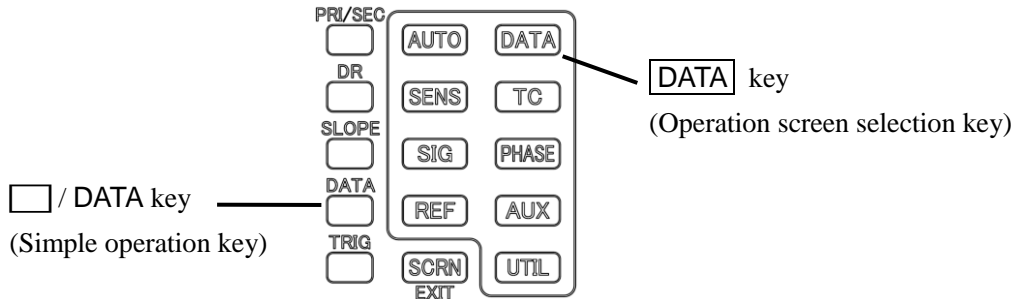 PRI/SEC
AUTO DATA
DATA key
(Operation screen selection key)
DR
SENS TC
SLOPE
SIG PHASE
/ DATA key
(Simple operation key)
DATA
REF AUX
TRIG
SCRN UTIL
EXIT